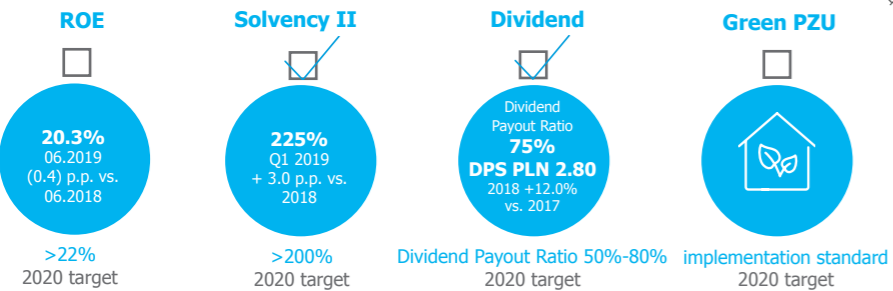 ROE
20.3%
06.2019
(0.4) p.p. vs.
06.2018
>22%
2020 target
Solvency II
225%
Q1 2019
+ 3.0 p.p. vs.
2018
>200%
2020 target
Dividend
Dividend
Payout Ratio
75%
DPS PLN 2.80
2018 +12.0%
vs. 2017
Dividend Payout Ratio 50%-80%
2020 target
Green PZU
implementation standard
2020 target